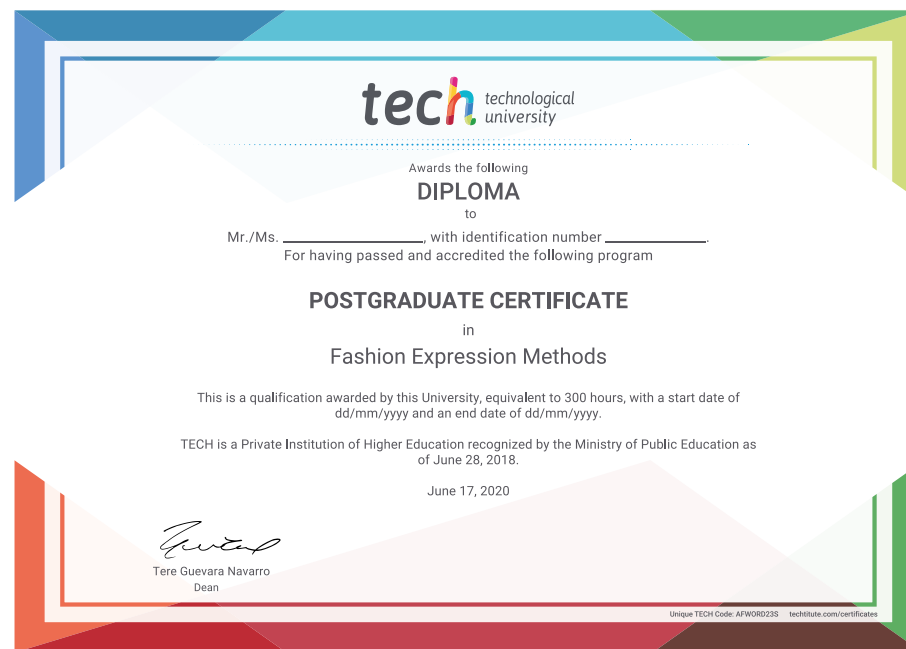 tech technological
university
Awards the following
DIPLOMA
to
Mr./Ms. ____________, with identification number ____________.
For having passed and accredited the following program
POSTGRADUATE CERTIFICATE
in
Fashion Expression Methods
This is a qualification awarded by this University, equivalent to 300 hours, with a start date of
dd/mm/yyyy and an end date of dd/mm/yyyy.
TECH is a Private Institution of Higher Education recognized by the Ministry of Public Education as
of June 28, 2018.
June 17, 2020
Tere Guevara Navarro
Dean
Unique TECH Code: AFWORD23S techtitute.com/certificates